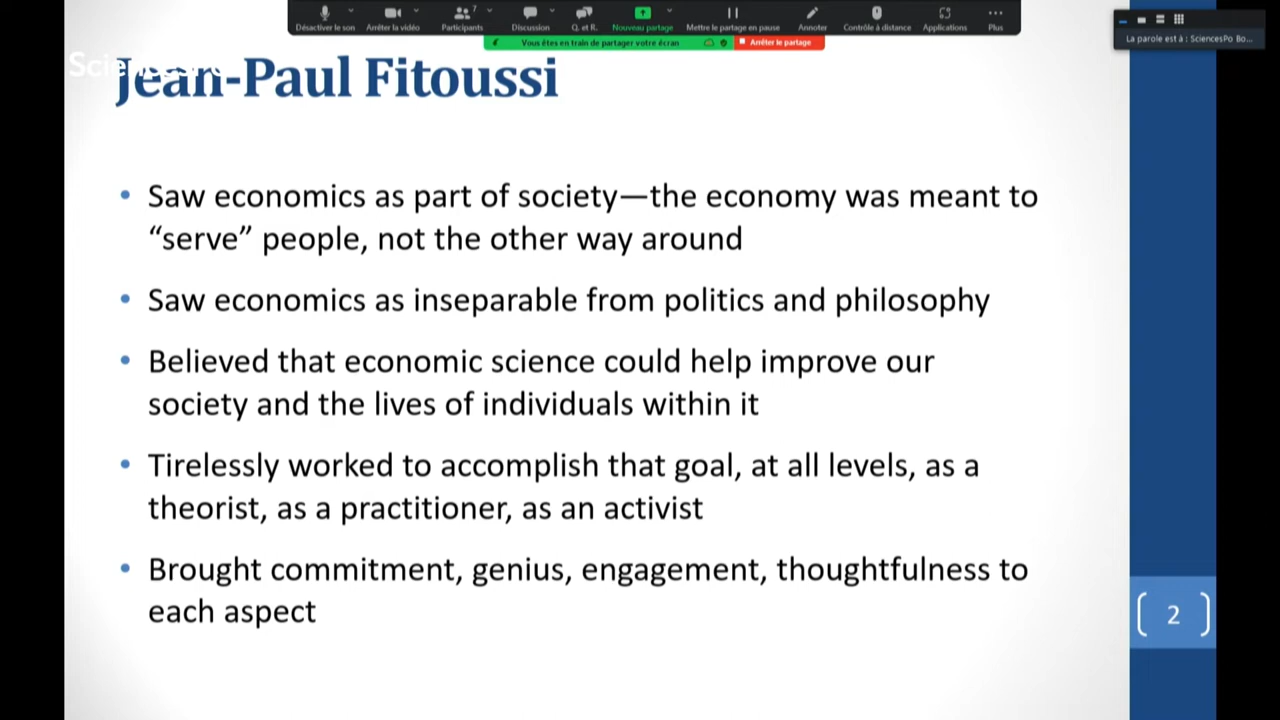 7
Désactiver le son
Arrêter la vidéo
Participants
Discussion
Q. et R.
Nouveau partage
Mettre le partage en pause
Annoter
Contrôle à distance
Applications
Plus
Vous êtes en train de partager votre écran
Arrêter le partage
La parole est à : SciencesPo Bo...
Jean-Paul Fitoussi
• Saw economics as part of society—the economy was meant to
“serve” people, not the other way around
• Saw economics as inseparable from politics and philosophy
• Believed that economic science could help improve our
society and the lives of individuals within it
• Tirelessly worked to accomplish that goal, at all levels, as a
theorist, as a practitioner, as an activist
• Brought commitment, genius, engagement, thoughtfulness to
each aspect
2